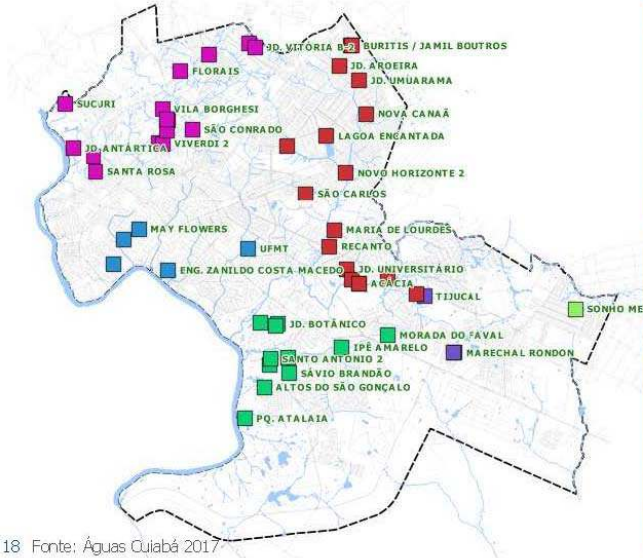 JD. VITÓRIA B-2
BURITIS / JAMIL BOUTROS
JD. AROEIRA
FLORAIS
JD. UMUARAMA
SUCURI
VILA BORGHESI
NOVA CANAÃ
SÃO CONRADO
LAGOA ENCANTADA
VIVERDI 2
JD. ANTÁRTICA
SANTA ROSA
NOVO HORIZONTE 2
SÃO CARLOS
MAY FLOWERS
MARIA DE LOURDES
UFMT
RECANTO
ENG. ZANILDO COSTA MACEDO
JD. UNIVERSITÁRIO
ACÁCIA
TIJUCAL
SONHO ME
JD. BOTÂNICO
MORADA DO FAVAL
IPÊ AMARELO
MARECHAL RONDON
SANTO ANTONIO 2
SÁVIO BRANDÃO
ALTOS DO SÃO GONÇALO
PQ. ATALAIA
18 Fonte: Águas Cuiabá 2017